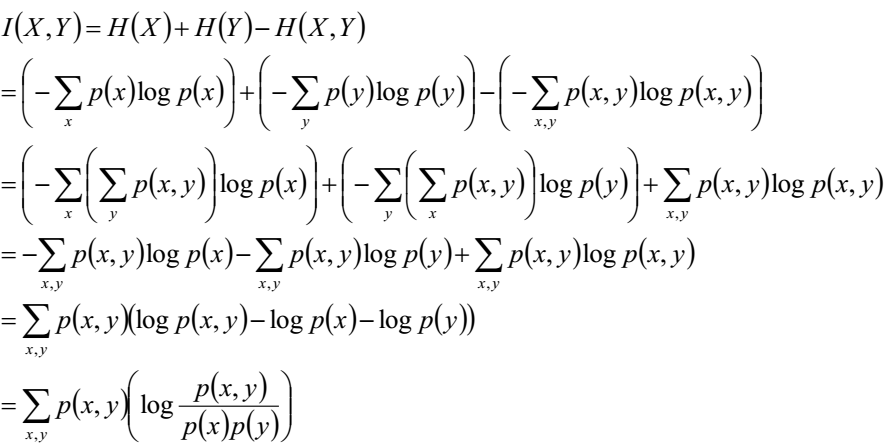 I(X,Y)=H(X)+H(Y)−H(X,Y)
=(−∑_x p(x)log p(x))+(−∑_y p(y)log p(y))−(−∑_{x,y} p(x,y)log p(x,y))
=(−∑_x(∑_y p(x,y))log p(x))+(−∑_y(∑_x p(x,y))log p(y))+∑_{x,y} p(x,y)log p(x,y)
=−∑_{x,y} p(x,y)log p(x)−∑_{x,y} p(x,y)log p(y)+∑_{x,y} p(x,y)log p(x,y)
=∑_{x,y} p(x,y)(log p(x,y)−log p(x)−log p(y))
=∑_{x,y} p(x,y)(log \frac{p(x,y)}{p(x)p(y)})